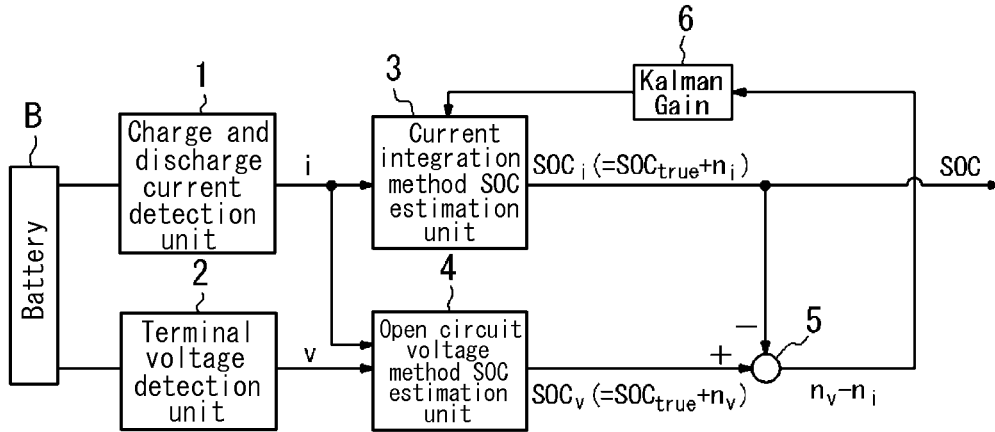 6
Kalman
Gain
3
Current
integration
method SOC
estimation
unit
1
Charge and
discharge
current
detection
unit
B
Battery
i
SOCᵢ (=SOCtrue+nᵢ)
SOC
2
Terminal
voltage
detection
unit
v
4
Open circuit
voltage
method SOC
estimation
unit
SOCᵥ (=SOCtrue+nᵥ)
−
+
5
nᵥ−nᵢ